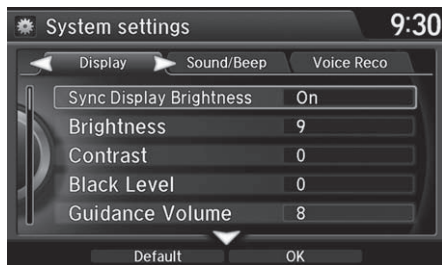 System settings 9:30
Display Sound/Beep Voice Reco
Sync Display Brightness On
Brightness 9
Contrast 0
Black Level 0
Guidance Volume 8
Default OK